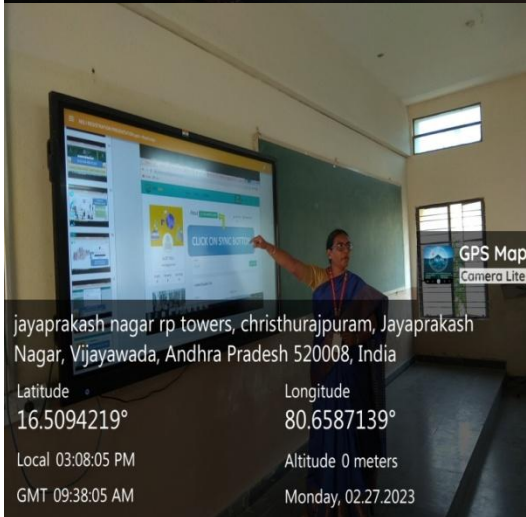 CLICK ON SYNC BUTTON
GPS Map
Camera Lite
jayaprakash nagar rp towers, christhurajpuram, Jayaprakash
Nagar, Vijayawada, Andhra Pradesh 520008, India
Latitude
16.5094219°
Longitude
80.6587139°
Local 03:08:05 PM
Altitude 0 meters
GMT 09:38:05 AM
Monday, 02.27.2023